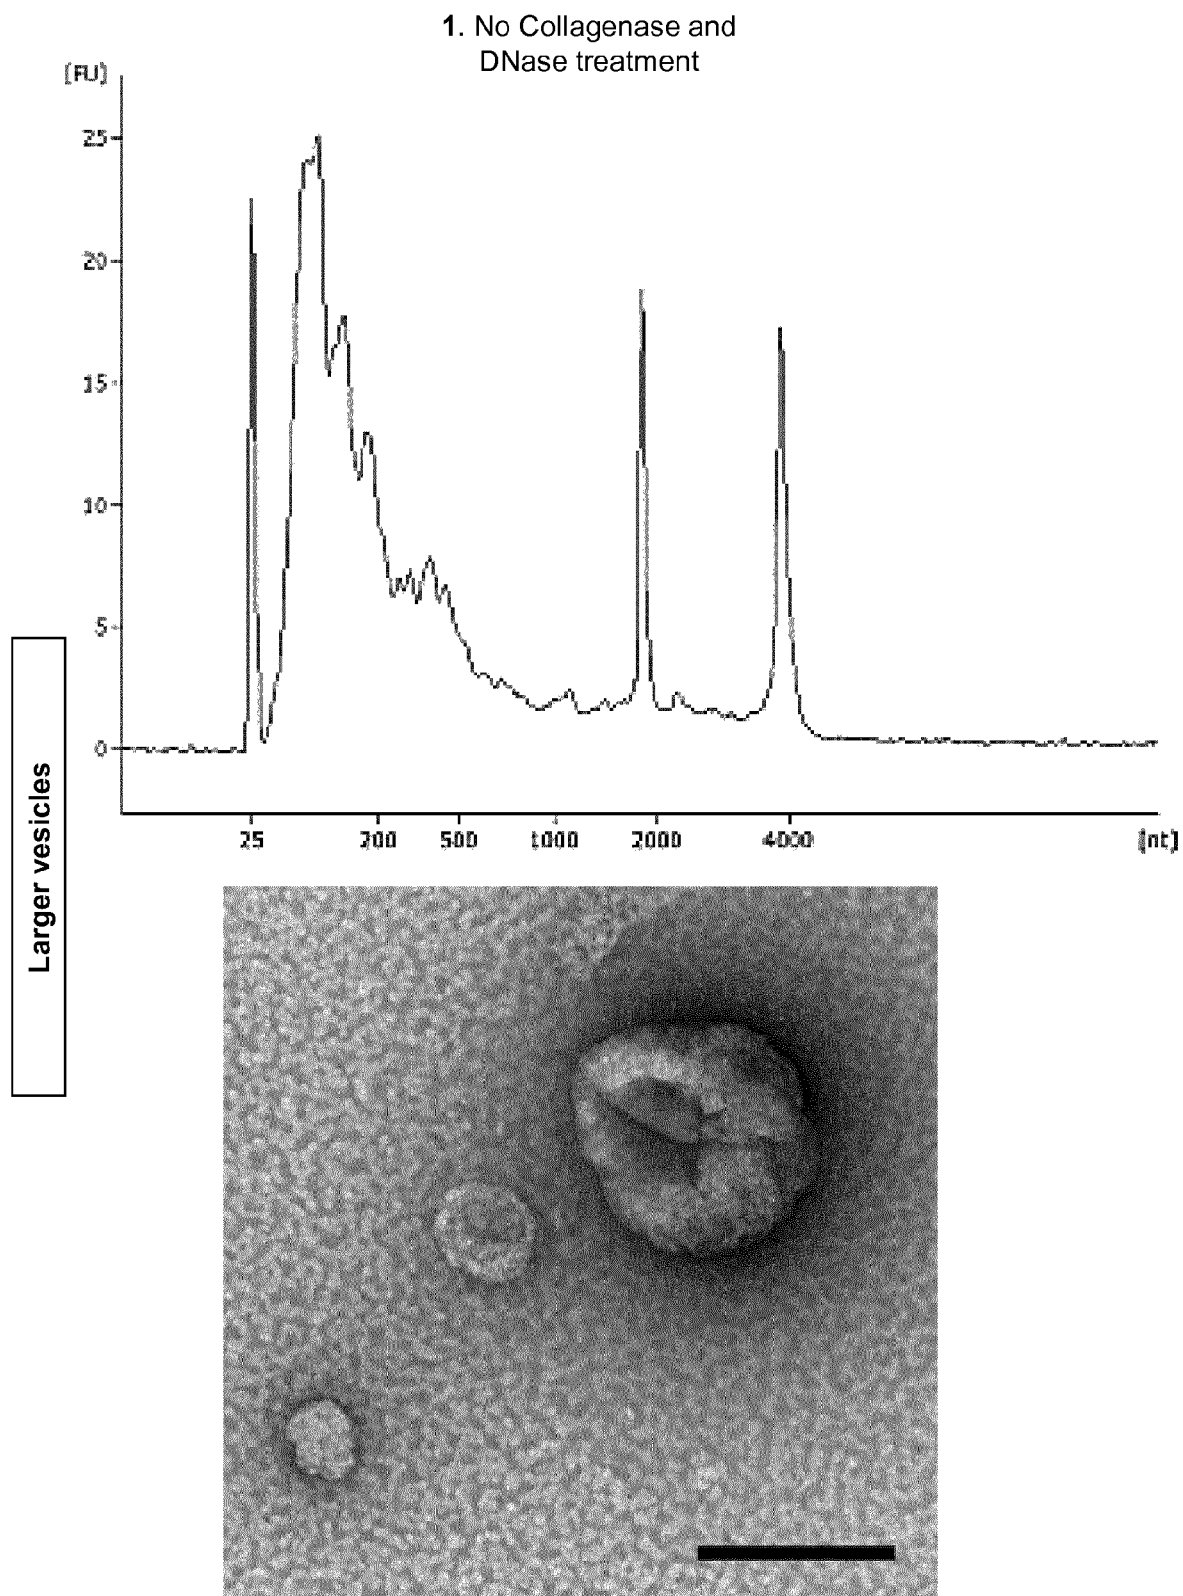 1. No Collagenase and
DNase treatment
[FU]
25
20
15
10
5
0
25 200 500 1000 2000 4000 [nt]
Larger vesicles